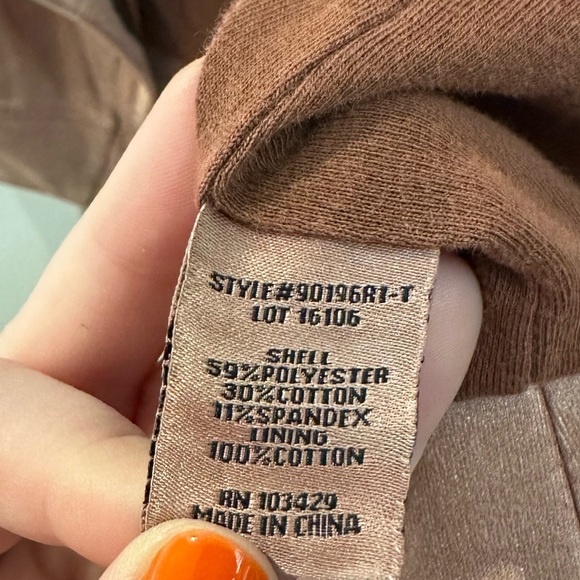 STYLE#90196R1-T
LOT 16106
SHELL
59%POLYESTER
30%COTTON
11%SPANDEX
LINING
100%COTTON
RN 103429
MADE IN CHINA